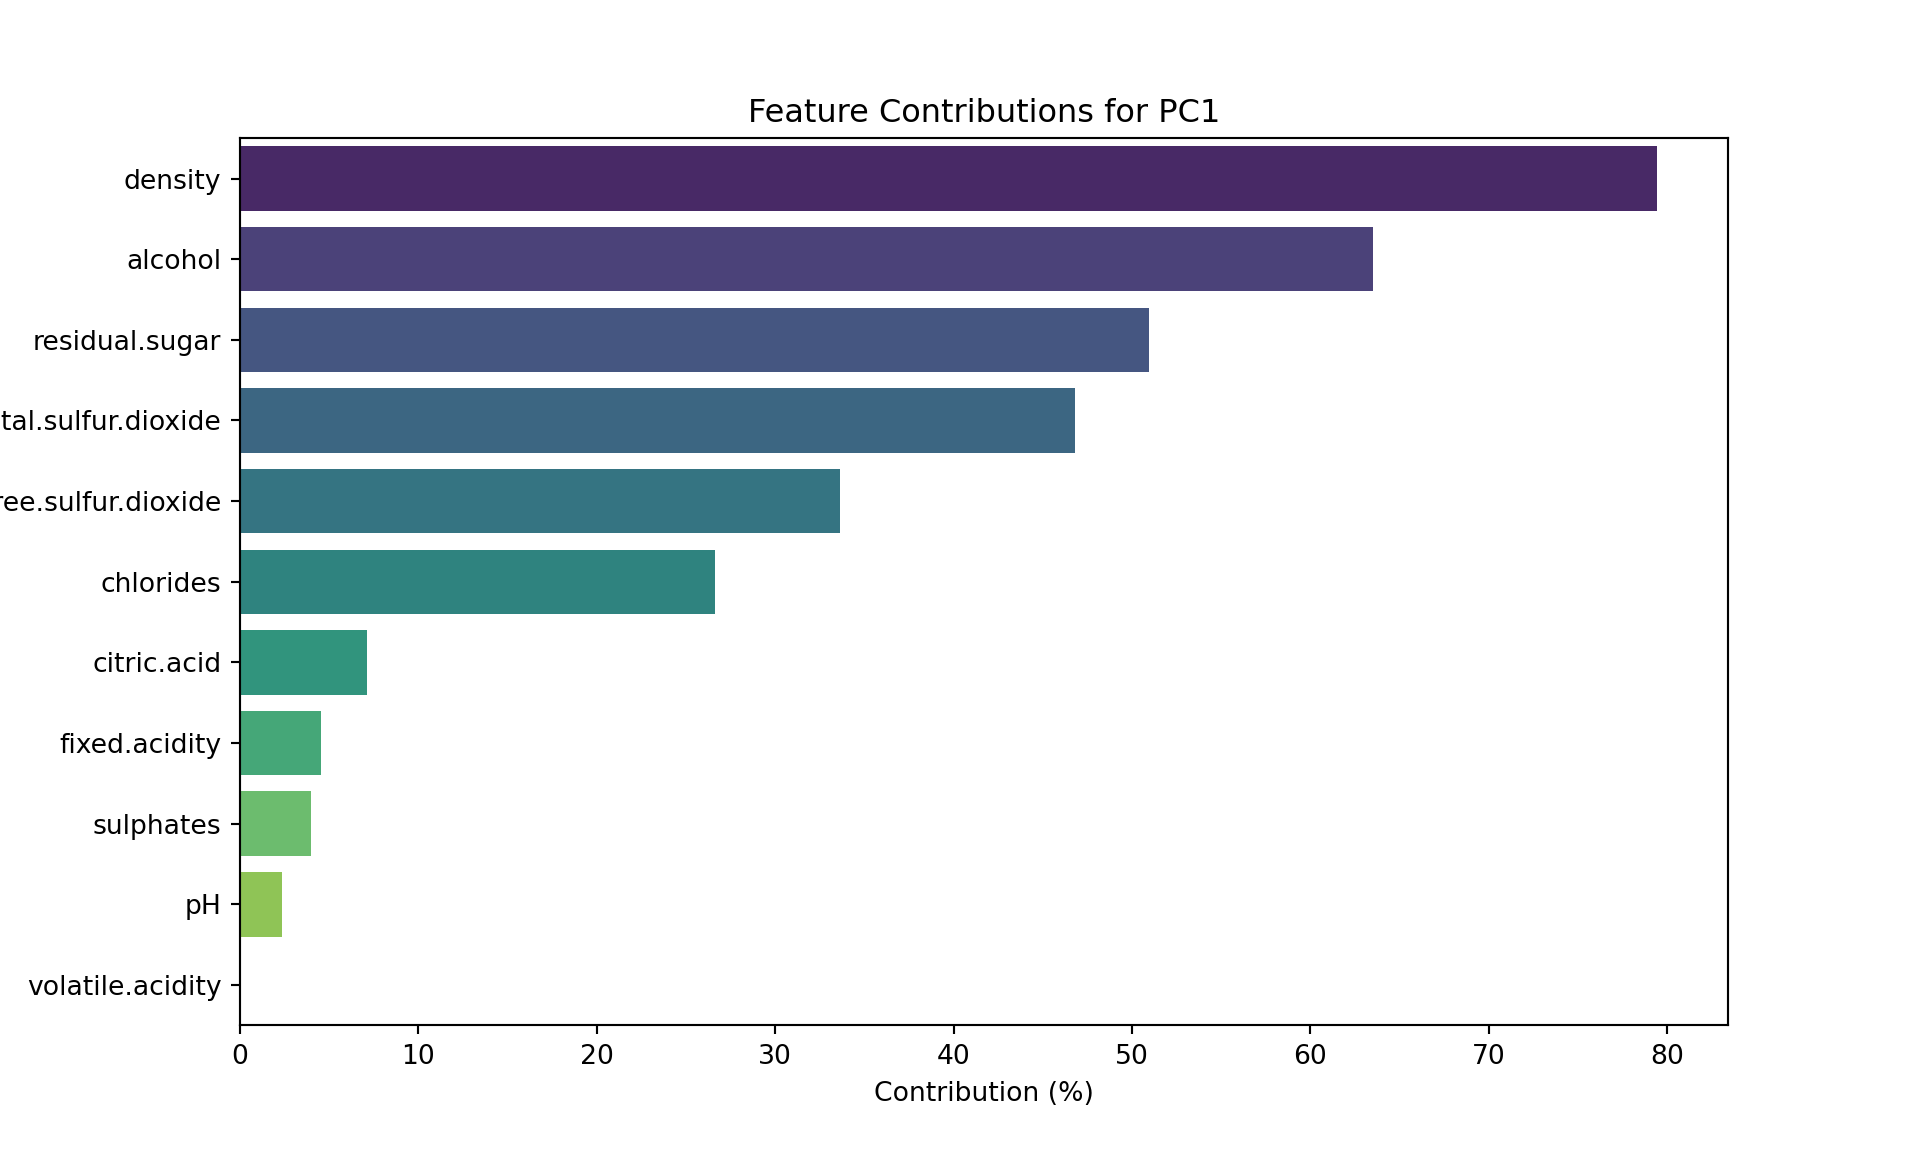 Feature Contributions for PC1
density
alcohol
residual.sugar
tal.sulfur.dioxide
ree.sulfur.dioxide
chlorides
citric.acid
fixed.acidity
sulphates
pH
volatile.acidity
0 10 20 30 40 50 60 70 80
Contribution (%)